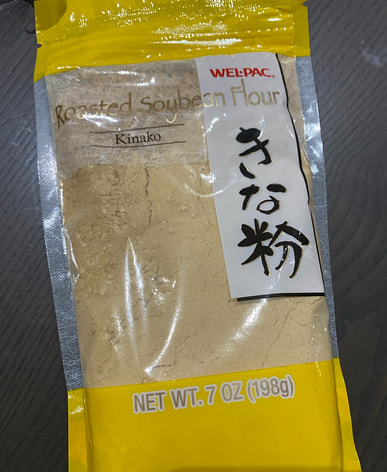 WEL-PAC®
Roasted Soybean Flour
Kinako
きな粉
NET WT. 7 OZ (198g)